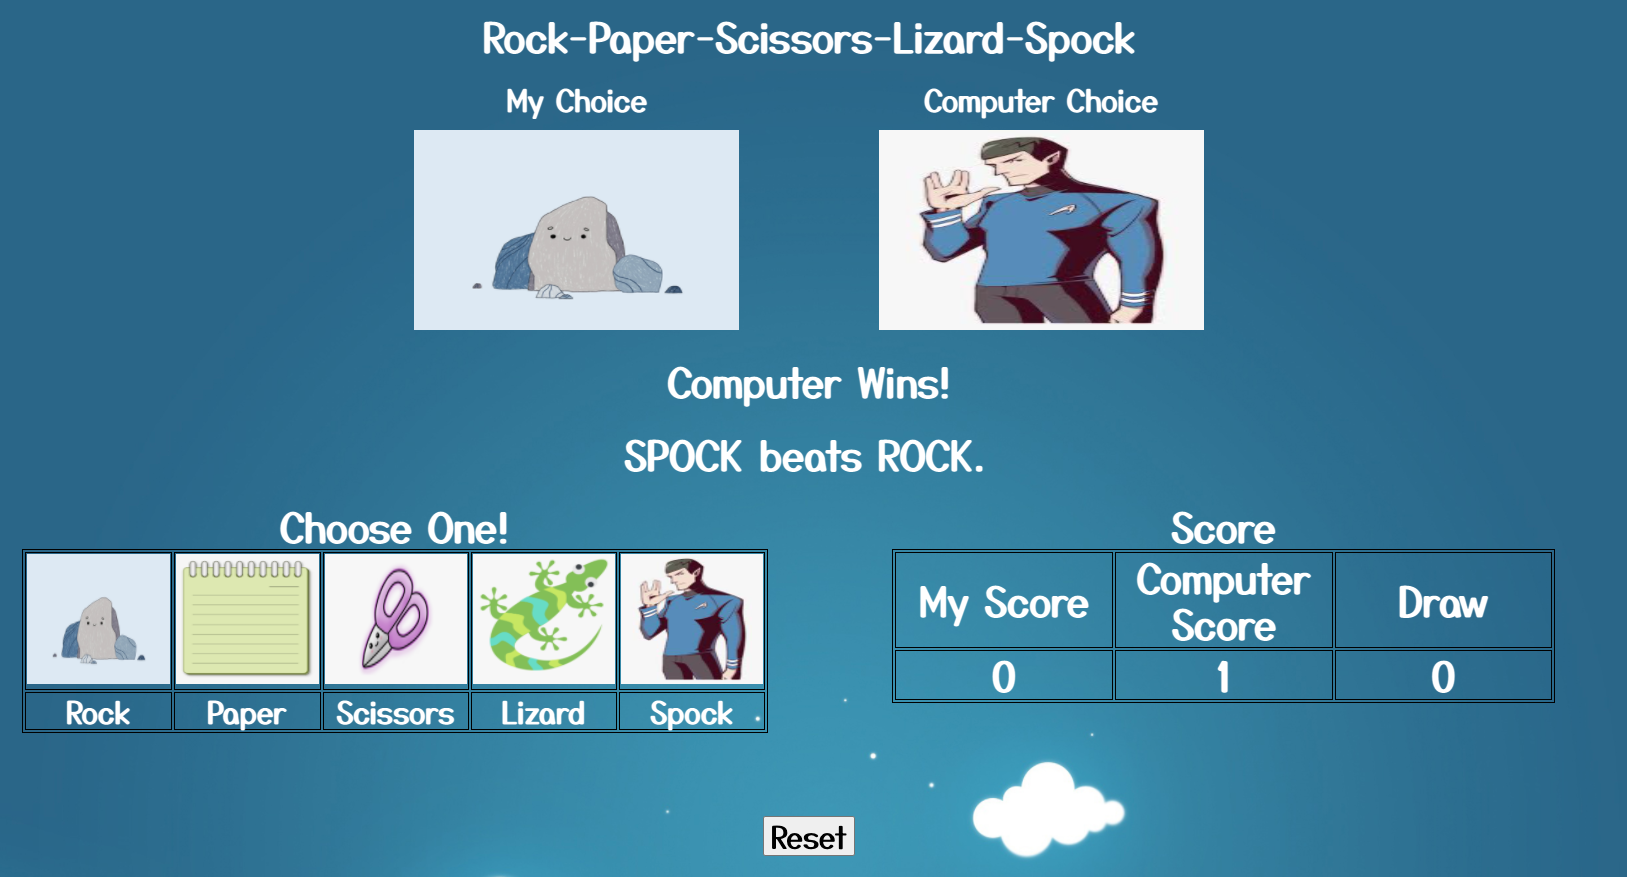 Rock-Paper-Scissors-Lizard-Spock
My Choice
Computer Choice
Computer Wins!
SPOCK beats ROCK.
Choose One!
Rock
Paper
Scissors
Lizard
Spock
Score
My Score
Computer
Score
Draw
0
1
0
Reset